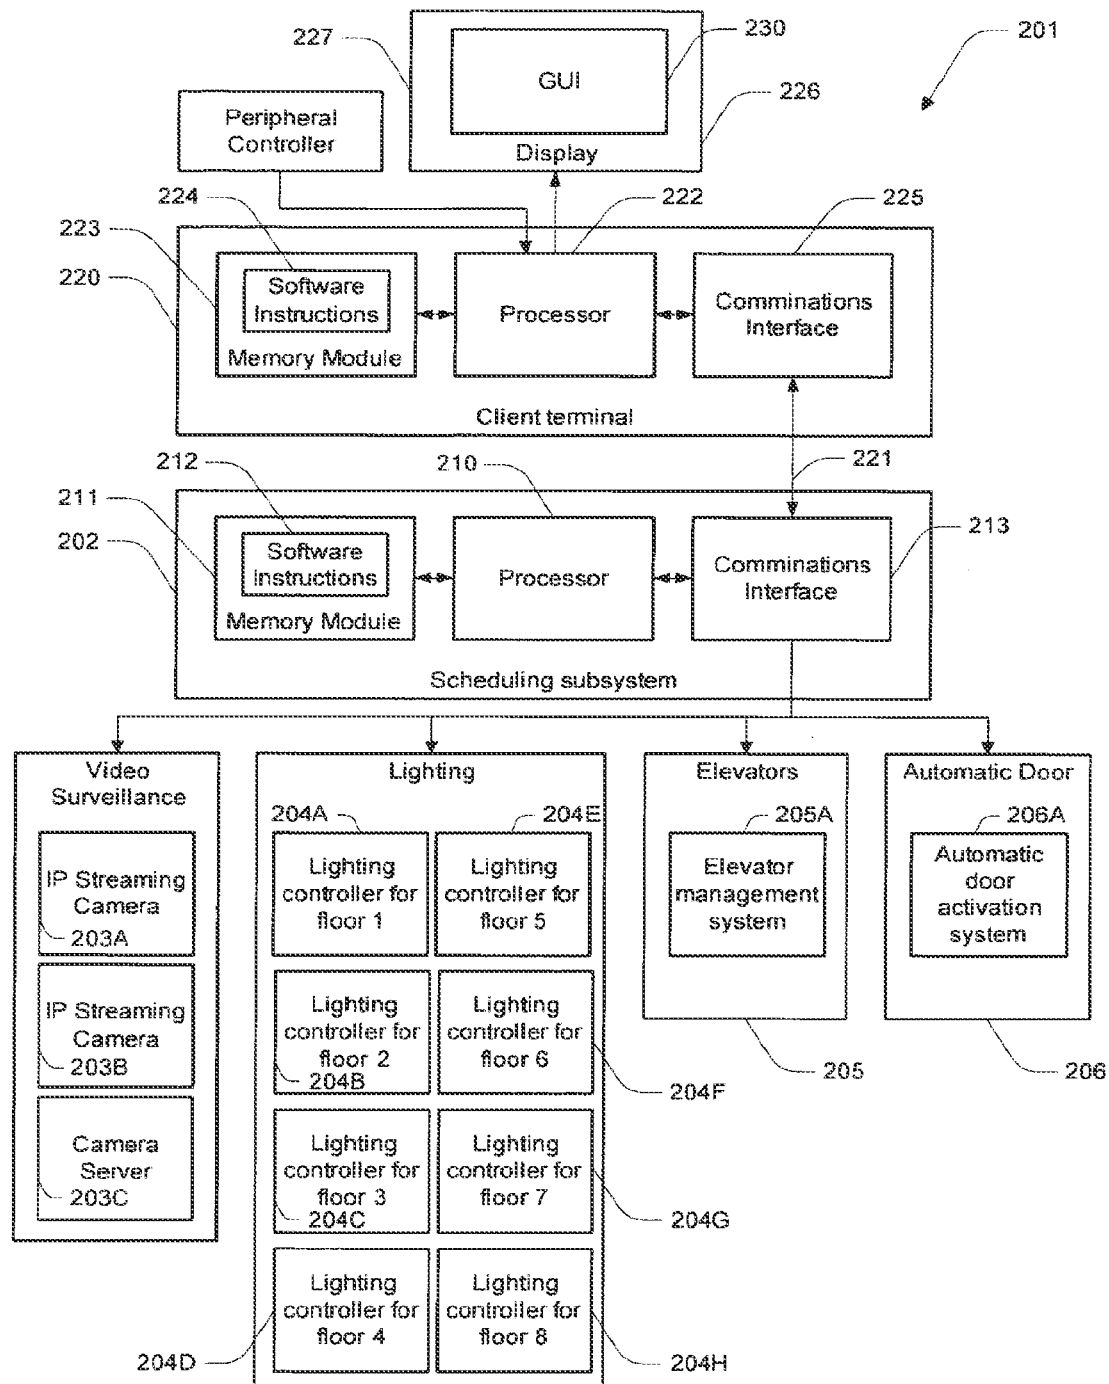 227
230
201
GUI
226
Peripheral
Controller
Display
224
222
225
223
220
Software
Instructions
Memory Module
Processor
Comminations
Interface
Client terminal
212
210
221
211
213
202
Software
Instructions
Memory Module
Processor
Comminations
Interface
Scheduling subsystem
Video
Surveillance
Lighting
Elevators
Automatic Door
204A
204E
205A
206A
IP Streaming
Camera
203A
Lighting
controller for
floor 1
Lighting
controller for
floor 5
Elevator
management
system
Automatic
door
activation
system
IP Streaming
Camera
203B
Lighting
controller for
floor 2
204B
Lighting
controller for
floor 6
204F
205
206
Camera
Server
203C
Lighting
controller for
floor 3
204C
Lighting
controller for
floor 7
204G
Lighting
controller for
floor 4
Lighting
controller for
floor 8
204D
204H